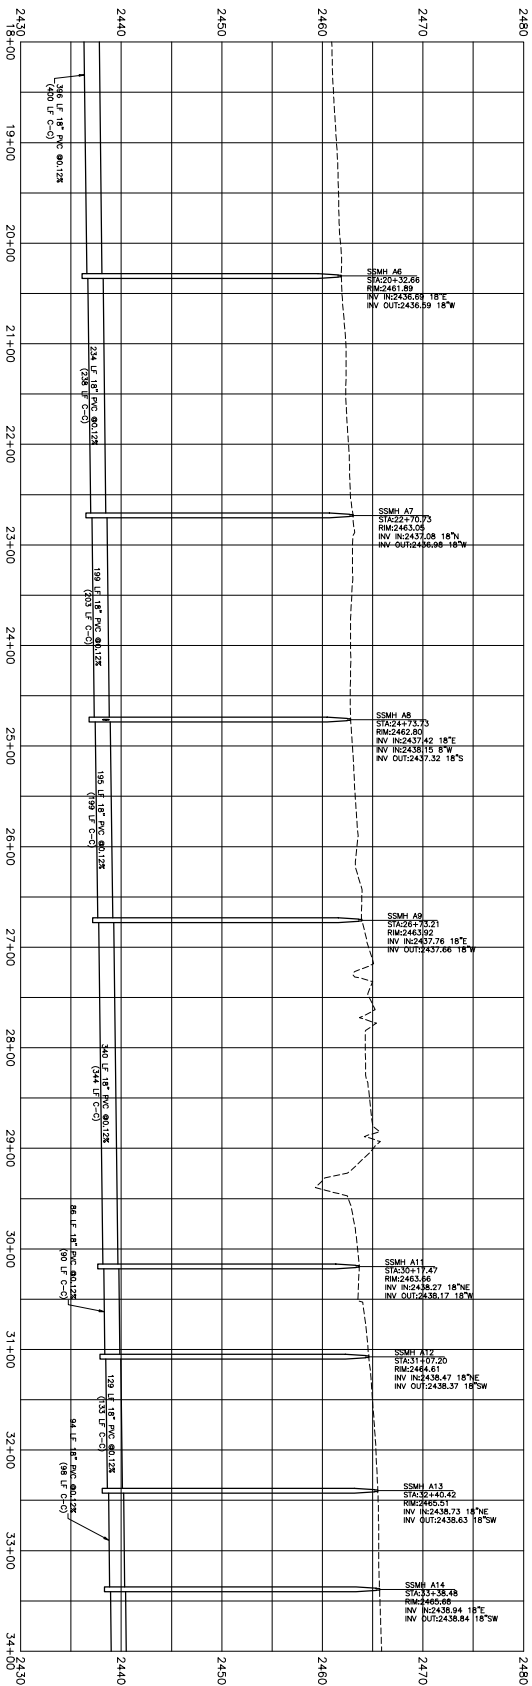 2480
2470
2460
2450
2440
2430
SSMH A6
STA:20+32.66
RIM:2461.89
INV IN:2436.69 18"E
INV OUT:2436.59 18"W
SSMH A7
STA:22+70.73
RIM:2463.05
INV IN:2437.08 18"N
INV OUT:2436.98 18"W
SSMH A8
STA:24+73.73
RIM:2462.80
INV IN:2437.42 18"E
INV IN:2438.15 8"W
INV OUT:2437.32 18"S
SSMH A9
STA:26+73.21
RIM:2463.92
INV IN:2437.76 18"E
INV OUT:2437.66 18"W
SSMH A11
STA:30+17.47
RIM:2463.66
INV IN:2438.27 18"NE
INV OUT:2438.17 18"W
SSMH A12
STA:31+07.20
RIM:2464.61
INV IN:2438.47 18"NE
INV OUT:2438.37 18"SW
SSMH A13
STA:32+40.42
RIM:2465.51
INV IN:2438.73 18"NE
INV OUT:2438.63 18"SW
SSMH A14
STA:33+38.48
RIM:2465.68
INV IN:2438.94 18"E
INV OUT:2438.84 18"SW
396 LF 18" PVC @0.12%
(400 LF C-C)
234 LF 18" PVC @0.12%
(238 LF C-C)
199 LF 18" PVC @0.12%
(203 LF C-C)
195 LF 18" PVC @0.12%
(199 LF C-C)
340 LF 18" PVC @0.12%
(344 LF C-C)
86 LF 18" PVC @0.12%
(90 LF C-C)
129 LF 18" PVC @0.12%
(133 LF C-C)
94 LF 18" PVC @0.12%
(98 LF C-C)
18+00
19+00
20+00
21+00
22+00
23+00
24+00
25+00
26+00
27+00
28+00
29+00
30+00
31+00
32+00
33+00
34+00
2480
2470
2460
2450
2440
2430